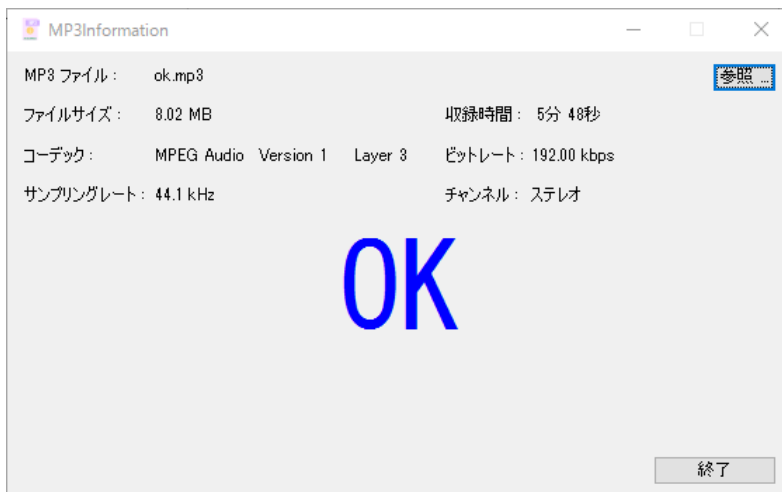 MP3Information
MP3 ファイル： ok.mp3 参照 ...
ファイルサイズ： 8.02 MB 収録時間： 5分 48秒
コーデック： MPEG Audio Version 1 Layer 3 ビットレート： 192.00 kbps
サンプリングレート： 44.1 kHz チャンネル： ステレオ
OK
終了